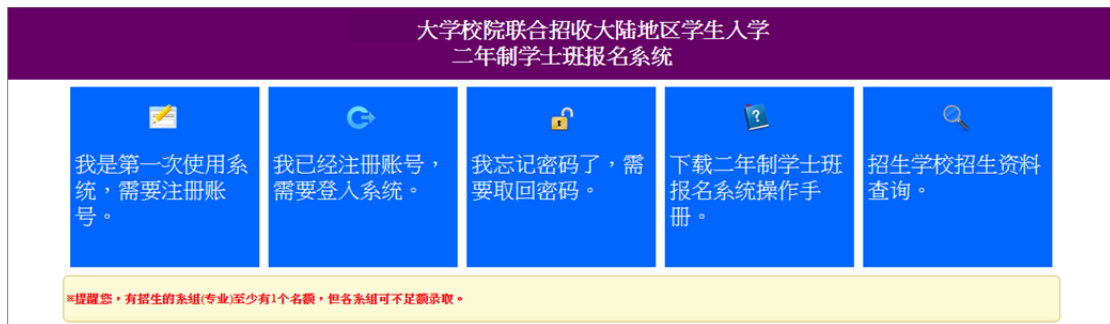 大学校院联合招收大陆地区学生入学
二年制学士班报名系统
我是第一次使用系
统，需要注册账
号。
我已经注册账号，
需要登入系统。
我忘记密码了，需
要取回密码。
下载二年制学士班
报名系统操作手
册。
招生学校招生资料
查询。
※提醒您，有招生的系组(专业)至少有1个名额，但各系组可不足额录取。